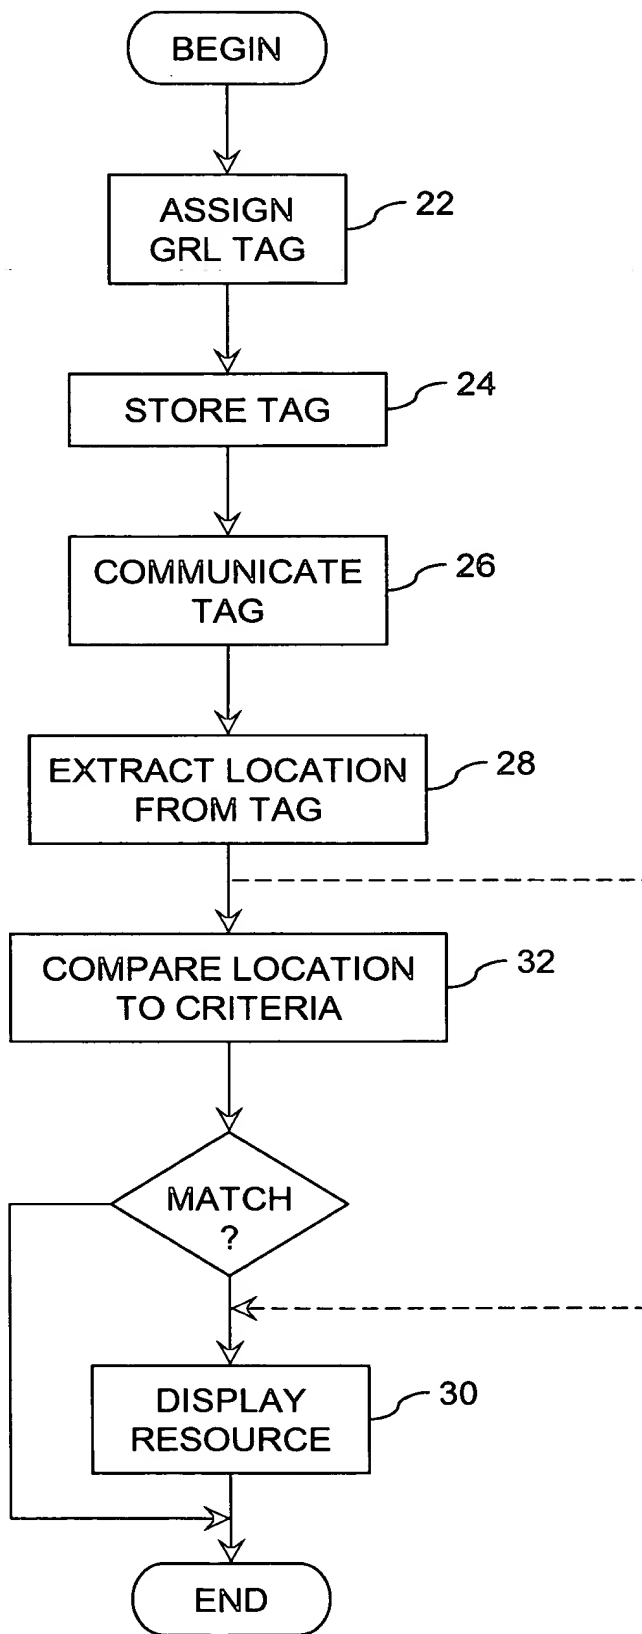 BEGIN
ASSIGN
GRL TAG
22
STORE TAG
24
COMMUNICATE
TAG
26
EXTRACT LOCATION
FROM TAG
28
COMPARE LOCATION
TO CRITERIA
32
MATCH
?
DISPLAY
RESOURCE
30
END